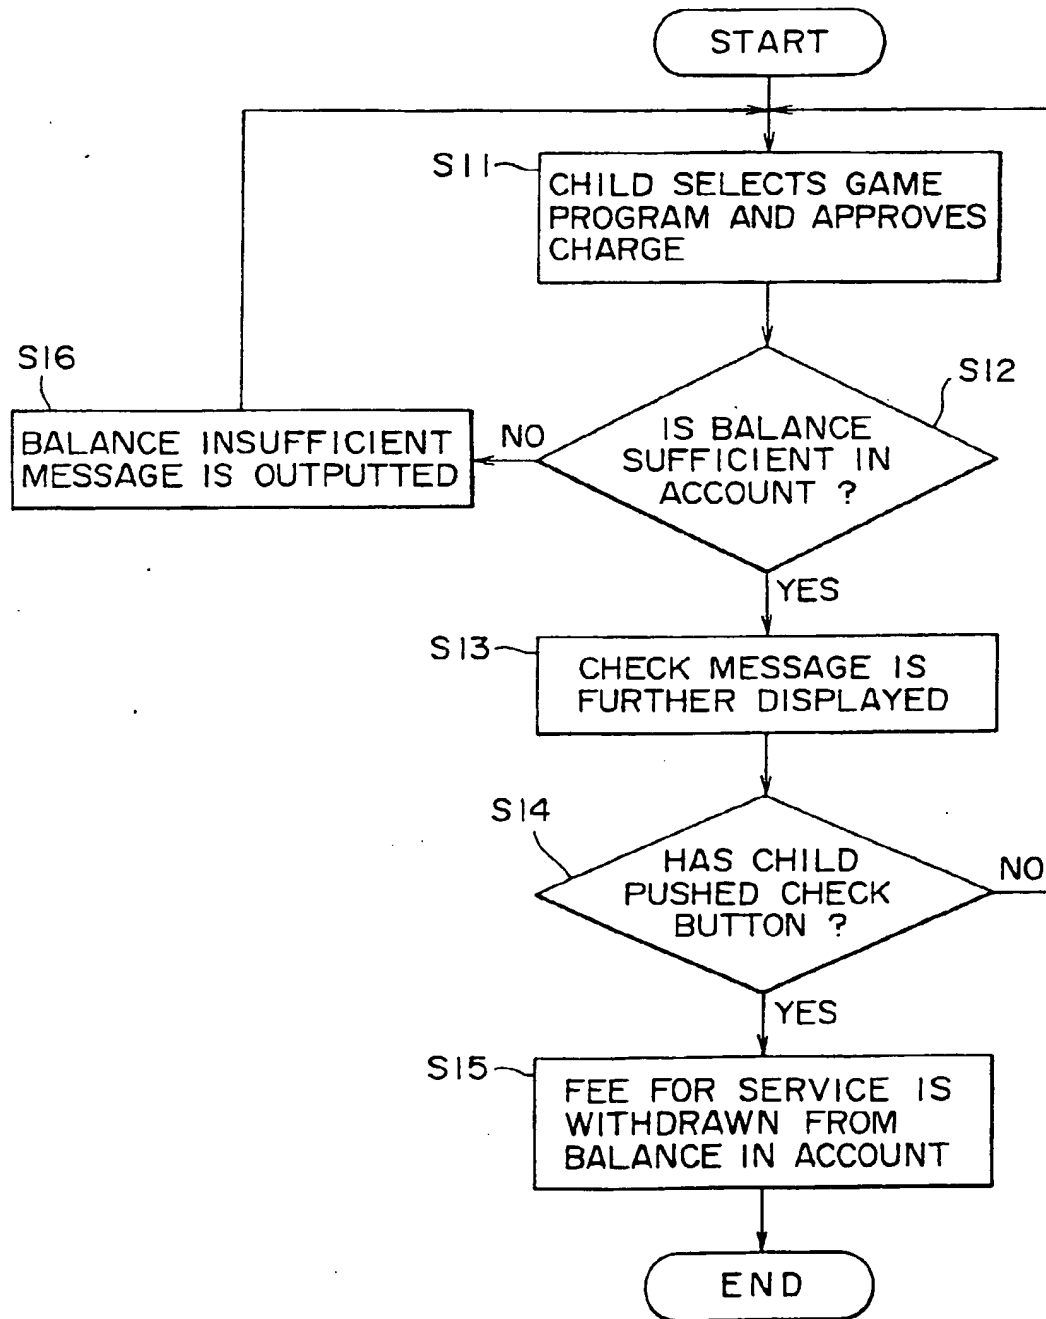 START
S11
CHILD SELECTS GAME
PROGRAM AND APPROVES
CHARGE
S16
BALANCE INSUFFICIENT
MESSAGE IS OUTPUTTED
NO
S12
IS BALANCE
SUFFICIENT IN
ACCOUNT ?
YES
S13
CHECK MESSAGE IS
FURTHER DISPLAYED
S14
HAS CHILD
PUSHED CHECK
BUTTON ?
NO
YES
S15
FEE FOR SERVICE IS
WITHDRAWN FROM
BALANCE IN ACCOUNT
END